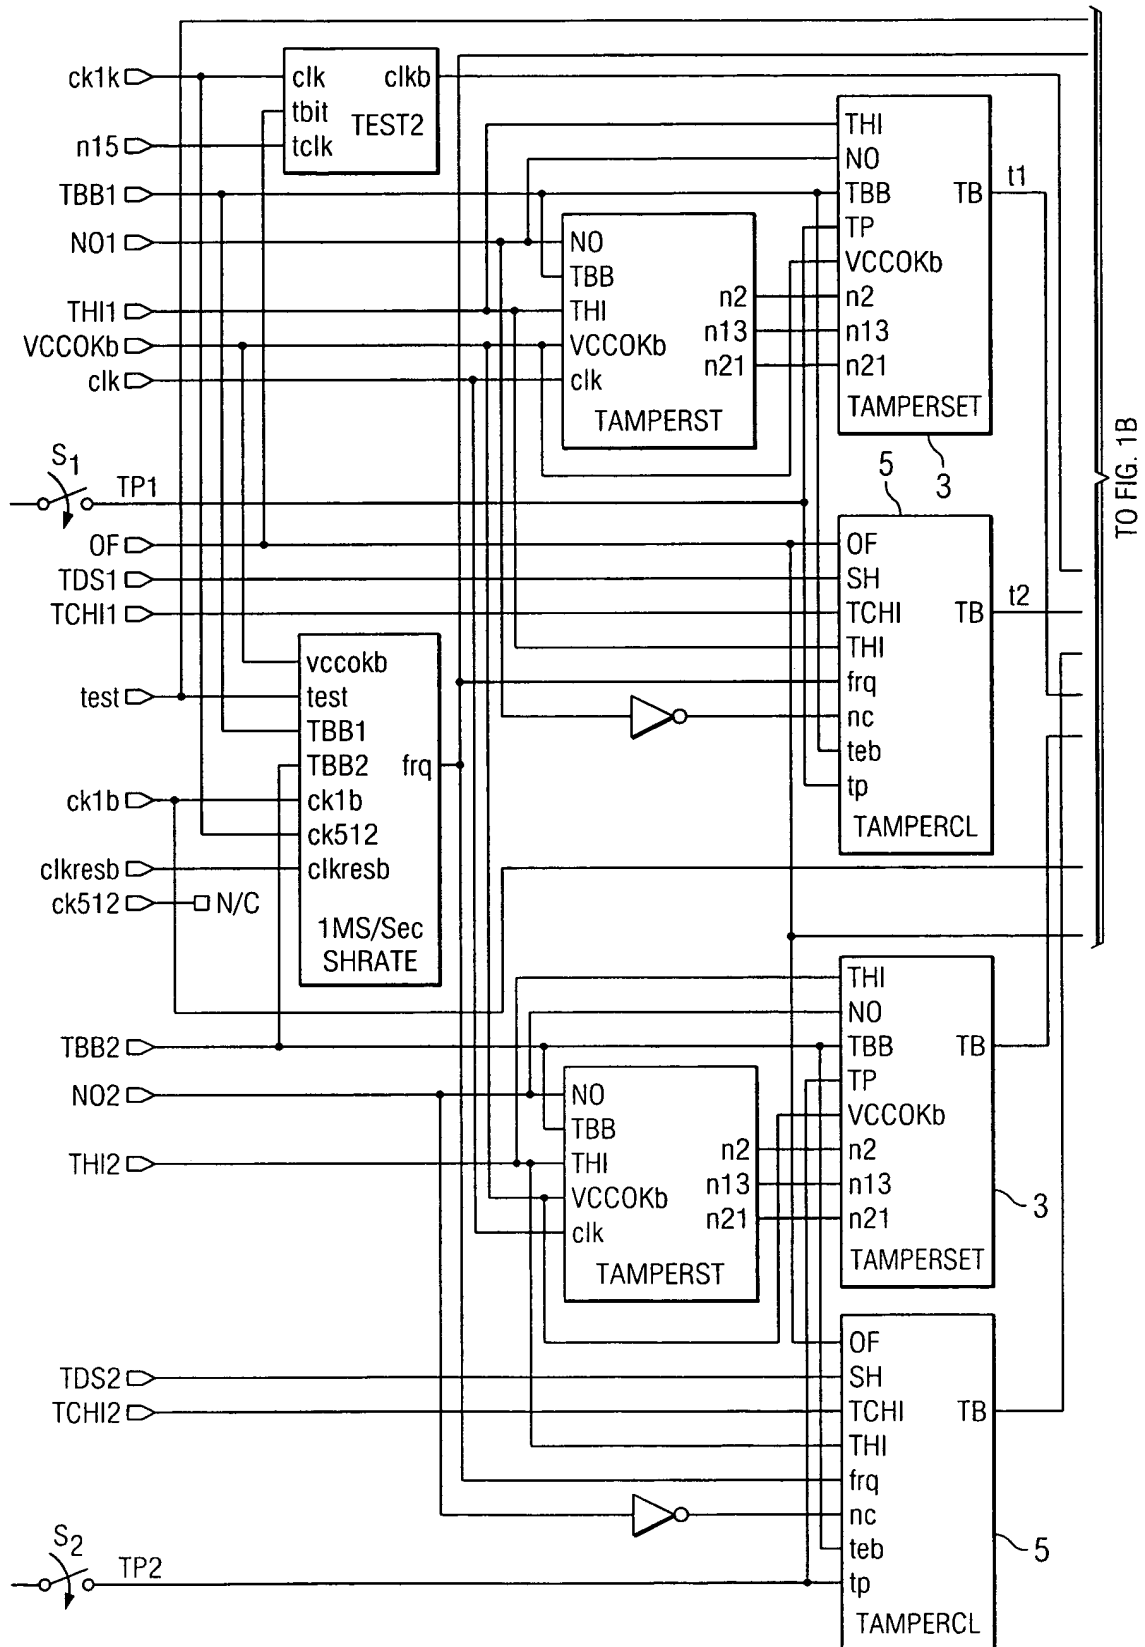 ck1k
n15
TBB1
NO1
THI1
VCCOKb
clk
S1
TP1
OF
TDS1
TCHI1
test
ck1b
clkresb
ck512
N/C
TBB2
NO2
THI2
TDS2
TCHI2
S2
TP2
clk
tbit
tclk
clkb
TEST2
NO
TBB
THI
VCCOKb
clk
n2
n13
n21
TAMPERST
THI
NO
TBB
TP
VCCOKb
n2
n13
n21
TB
TAMPERSET
t1
3
5
OF
SH
TCHI
THI
frq
nc
teb
tp
TB
TAMPERCL
t2
TO FIG. 1B
vccokb
test
TBB1
TBB2
ck1b
ck512
clkresb
frq
1MS/Sec
SHRATE
NO
TBB
THI
VCCOKb
clk
n2
n13
n21
TAMPERST
THI
NO
TBB
TP
VCCOKb
n2
n13
n21
TB
TAMPERSET
3
OF
SH
TCHI
THI
frq
nc
teb
tp
TB
TAMPERCL
5